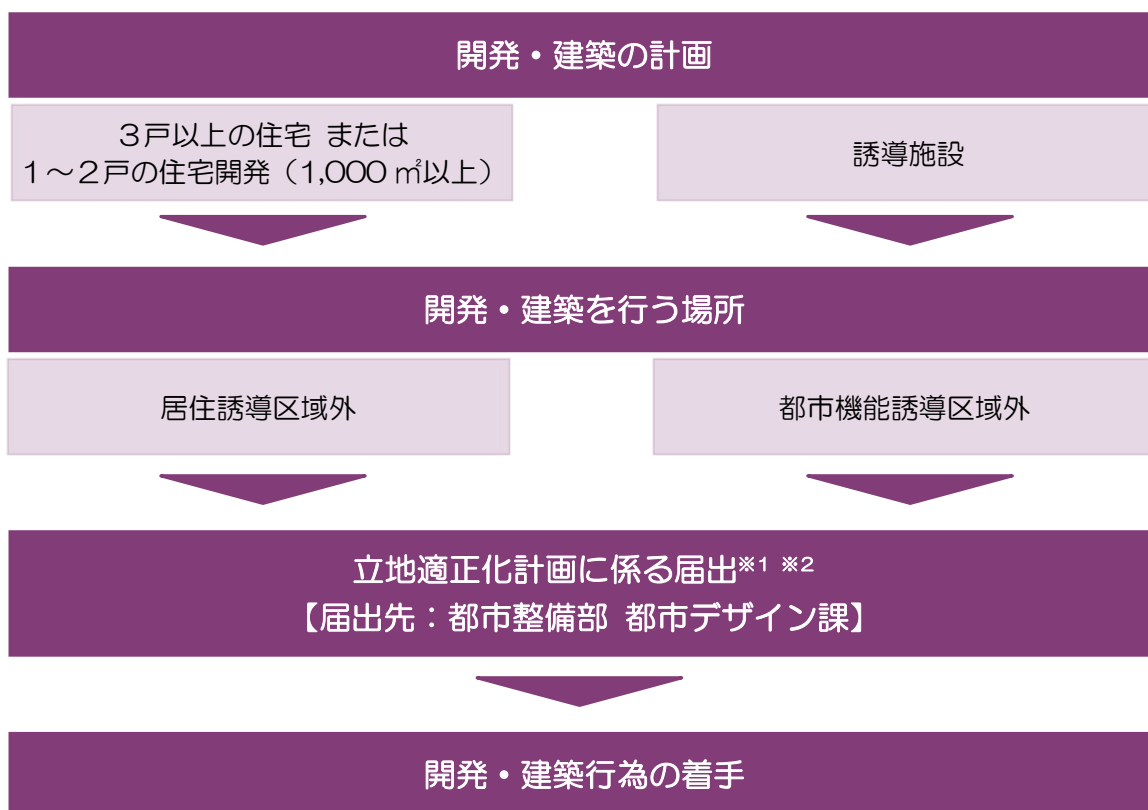 開発・建築の計画
３戸以上の住宅 または
１～２戸の住宅開発（1,000 ㎡以上）
誘導施設
開発・建築を行う場所
居住誘導区域外
都市機能誘導区域外
立地適正化計画に係る届出※1 ※2
【届出先：都市整備部 都市デザイン課】
開発・建築行為の着手